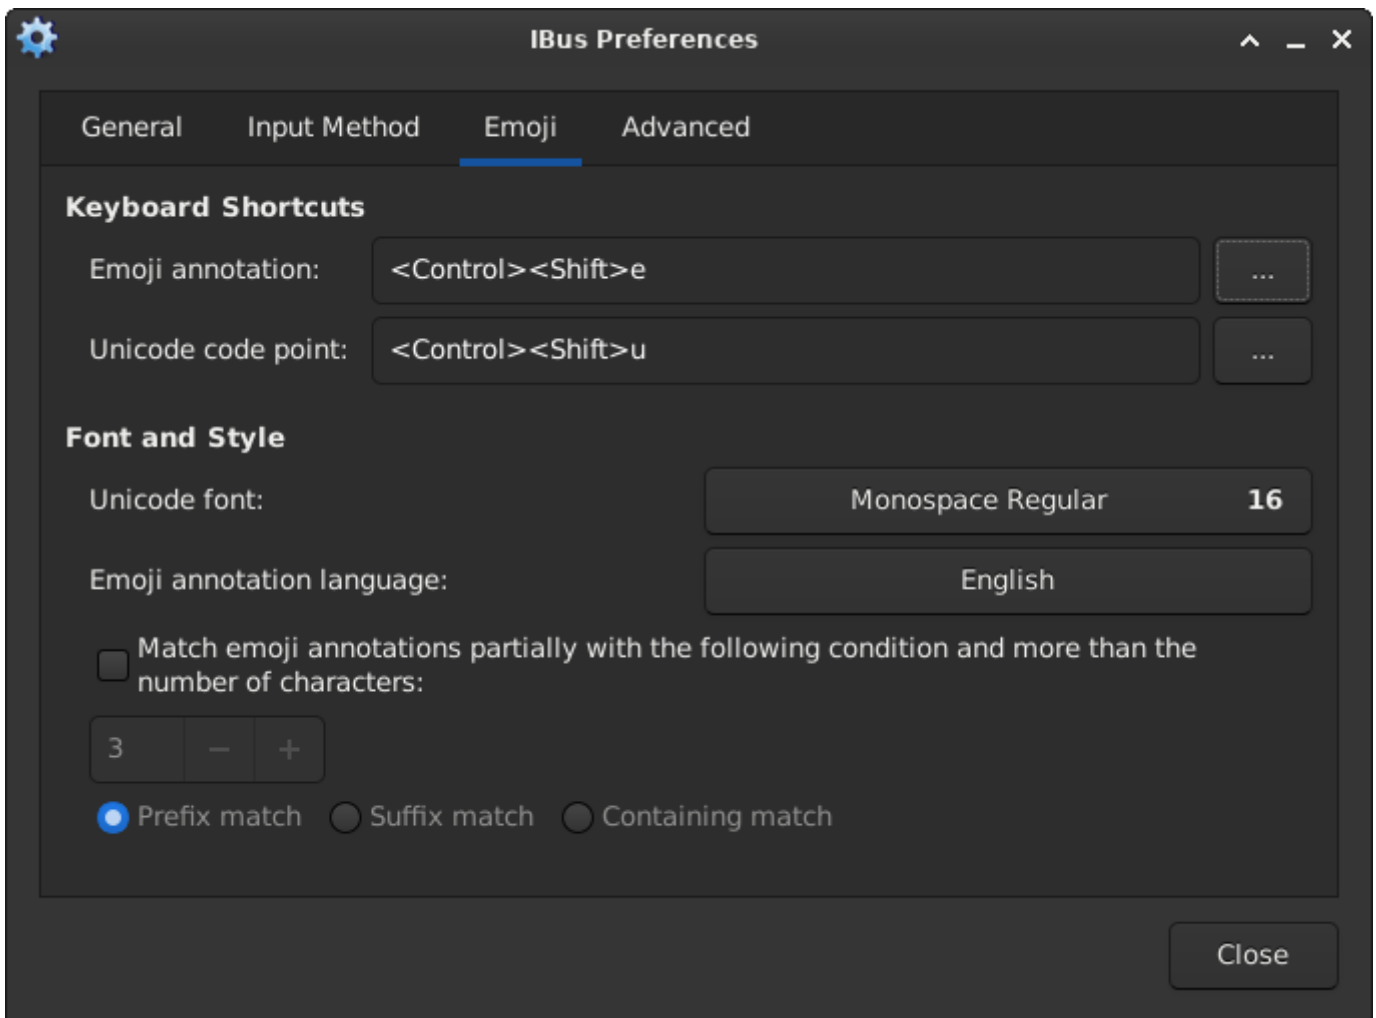 IBus Preferences
General Input Method Emoji Advanced
Keyboard Shortcuts
Emoji annotation: <Control><Shift>e ...
Unicode code point: <Control><Shift>u ...
Font and Style
Unicode font: Monospace Regular 16
Emoji annotation language: English
Match emoji annotations partially with the following condition and more than the
number of characters:
3 − +
Prefix match Suffix match Containing match
Close